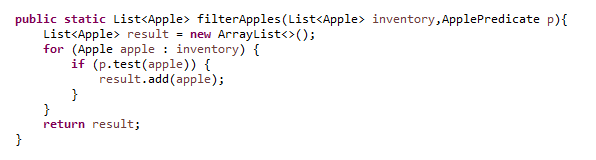 public static List<Apple> filterApples(List<Apple> inventory,ApplePredicate p){
    List<Apple> result = new ArrayList<>();
    for (Apple apple : inventory) {
        if (p.test(apple)) {
            result.add(apple);
        }
    }
    return result;
}